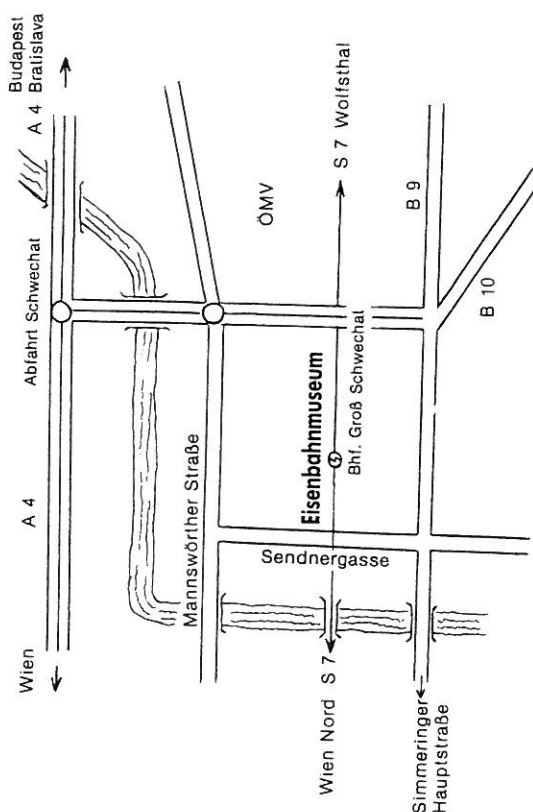 Wien
A 4
Abfahrt Schwechat
A 4
Budapest
Bratislava
Mannswörther Straße
ÖMV
Eisenbahnmuseum
Bhf. Groß Schwechat
Sendnergasse
Wien Nord S 7
S 7 Wolfsthal
B 9
B 10
Simmeringer
Hauptstraße